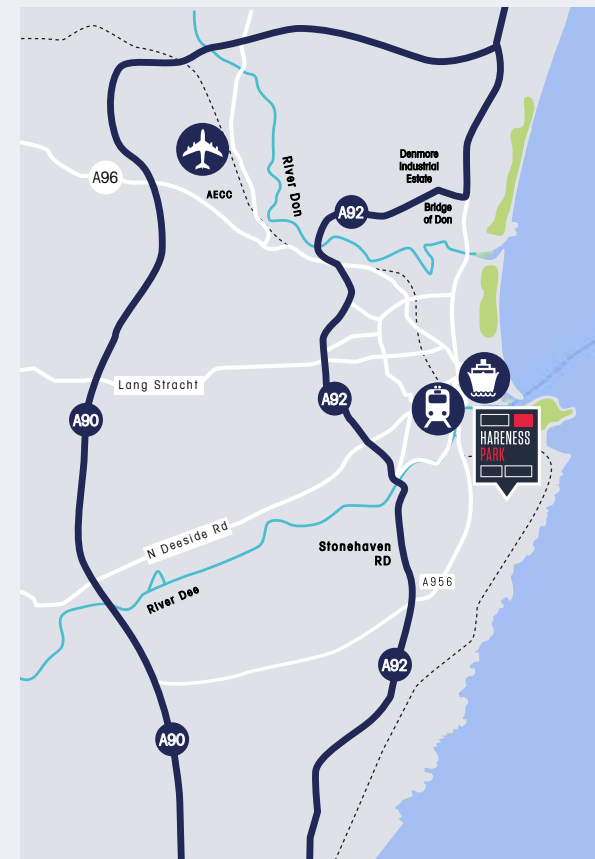 Denmore
Industrial
Estate
River Don
A96
AECC
A92
Bridge
of Don
Lang Stracht
A92
A90
HARENESS
PARK
N Deeside Rd
Stonehaven
RD
A956
River Dee
A92
A90